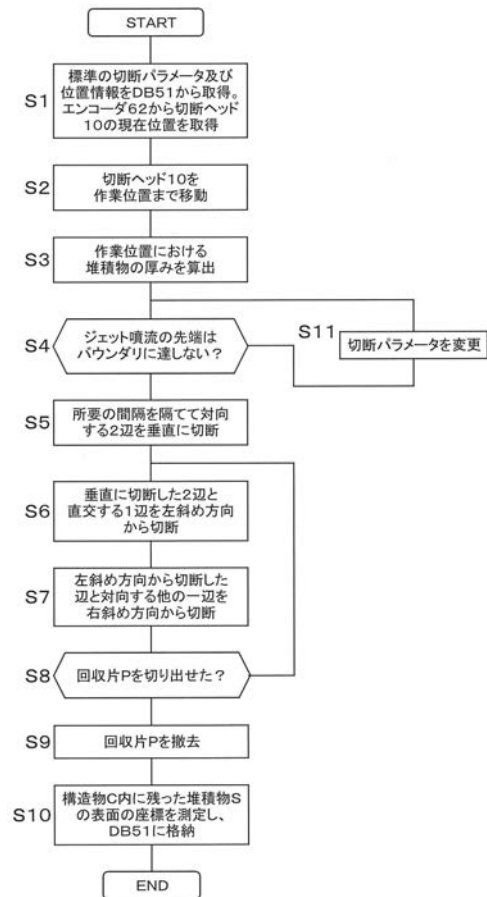 START
S1
標準の切断パラメータ及び
位置情報をDB51から取得。
エンコーダ62から切断ヘッド
10の現在位置を取得
S2
切断ヘッド10を
作業位置まで移動
S3
作業位置における
堆積物の厚みを算出
S4
ジェット噴流の先端は
バウンダリに達しない?
S11
切断パラメータを変更
S5
所要の間隔を隔てて対向
する2辺を垂直に切断
S6
垂直に切断した2辺と
直交する1辺を左斜め方向
から切断
S7
左斜め方向から切断した
辺と対向する他の一辺を
右斜め方向から切断
S8
回収片Pを切り出せた?
S9
回収片Pを撤去
S10
構造物C内に残った堆積物S
の表面の座標を測定し、
DB51に格納
END